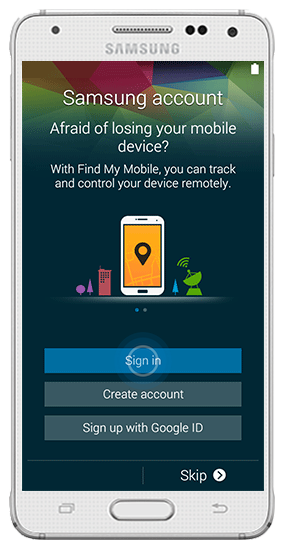 SAMSUNG
Samsung account
Afraid of losing your mobile
device?
With Find My Mobile, you can track
and control your device remotely.
Sign in
Create account
Sign up with Google ID
Skip